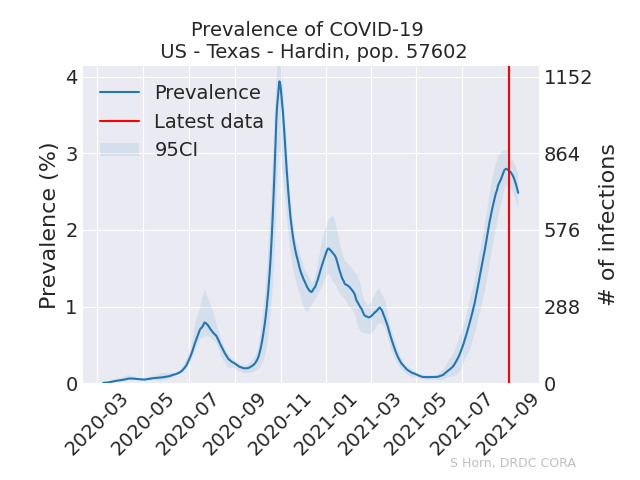 Prevalence of COVID-19
US - Texas - Hardin, pop. 57602
Prevalence (%)
4
3
2
1
0
Prevalence
Latest data
95CI
1152
864
576
288
0
# of infections
2020-03
2020-05
2020-07
2020-09
2020-11
2021-01
2021-03
2021-05
2021-07
2021-09
S Horn, DRDC CORA